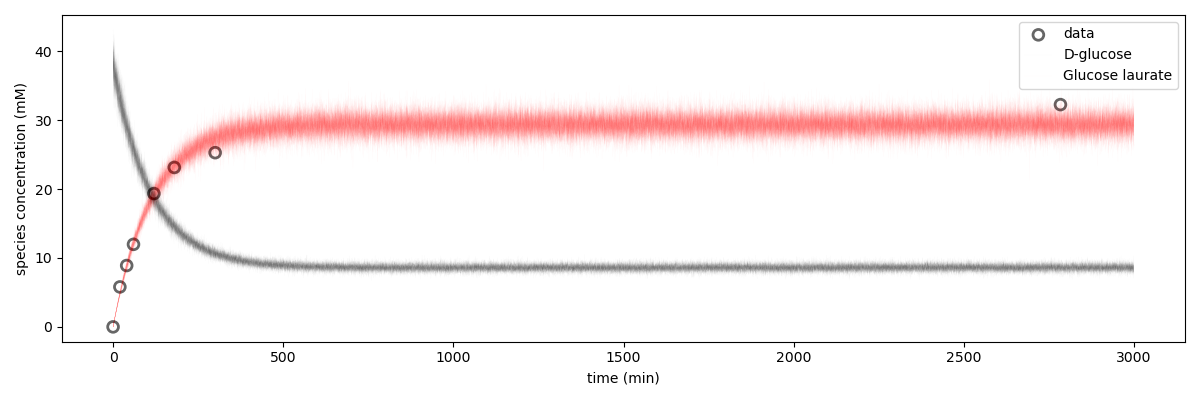 data
D-glucose
Glucose laurate
species concentration (mM)
40
30
20
10
0
0 500 1000 1500 2000 2500 3000
time (min)